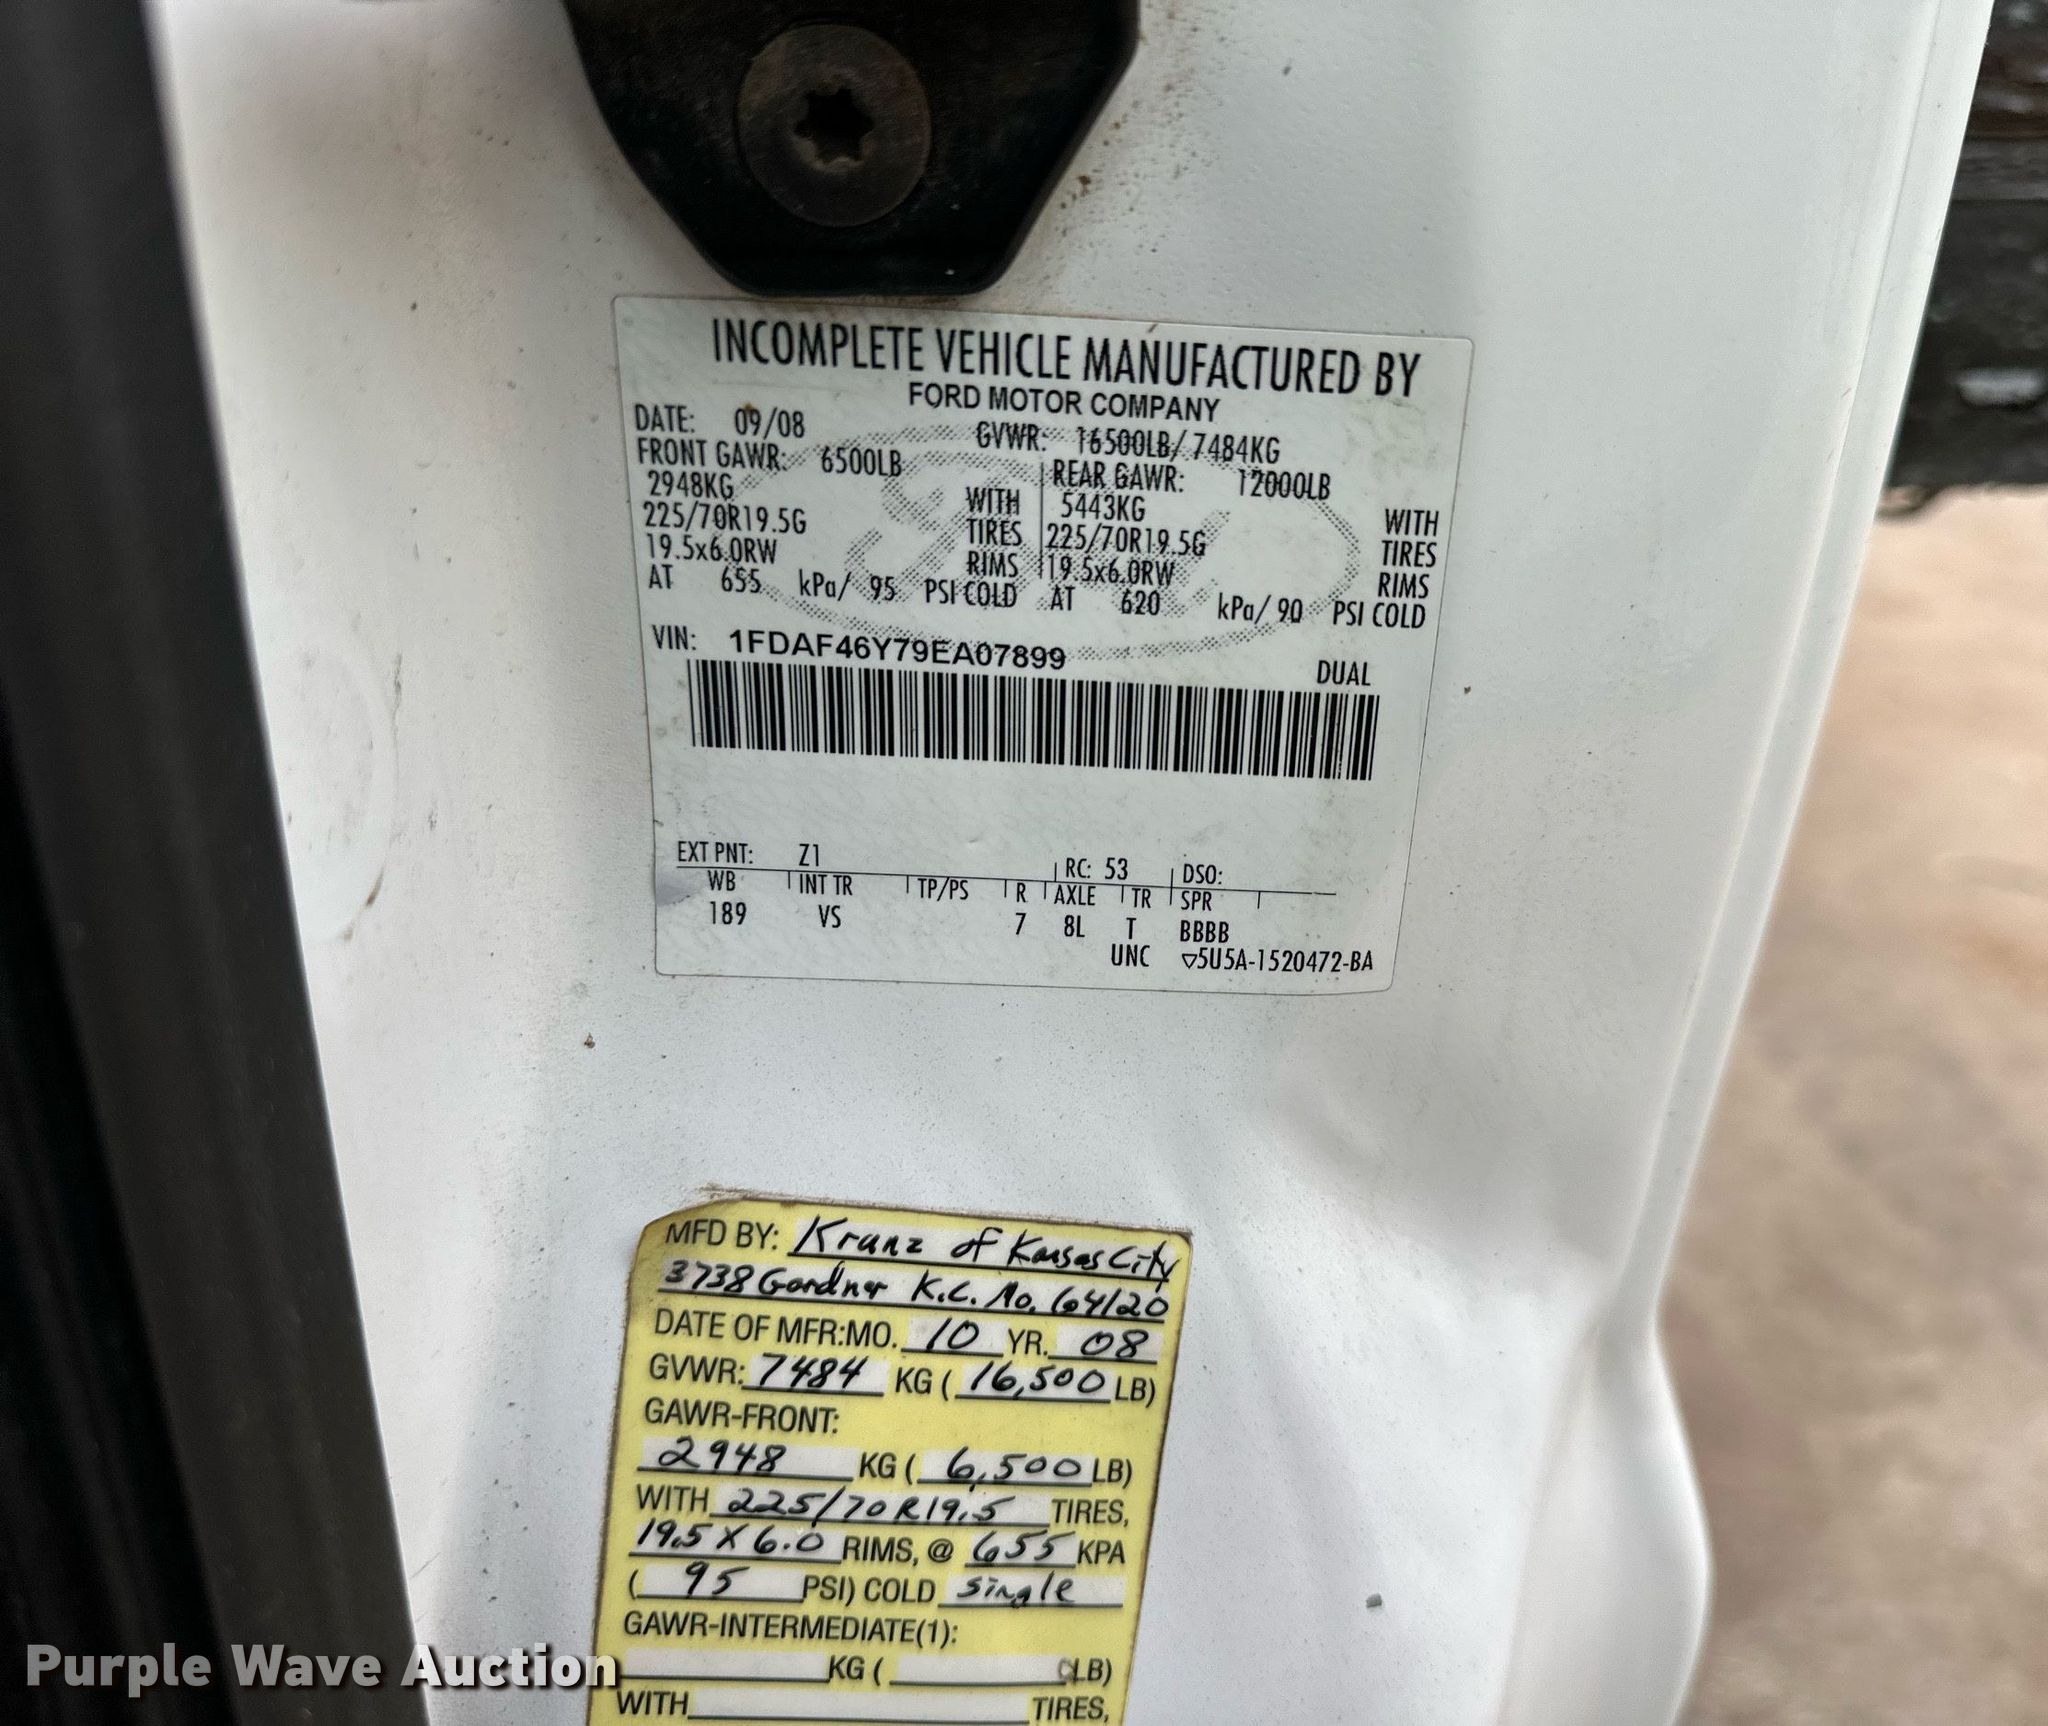 INCOMPLETE VEHICLE MANUFACTURED BY
FORD MOTOR COMPANY
DATE: 09/08 GVWR: 16500LB/ 7484KG
FRONT GAWR: 6500LB REAR GAWR: 12000LB
2948KG WITH 5443KG WITH
225/70R19.5G TIRES 225/70R19.5G TIRES
19.5x6.0RW RIMS 19.5x6.0RW RIMS
AT 655 kPa/ 95 PSI COLD AT 620 kPa/ 90 PSI COLD
VIN: 1FDAF46Y79EA07899
DUAL
EXT PNT: Z1 RC: 53 DSO:
WB INT TR TP/PS R AXLE TR SPR
189 VS 7 8L T BBBB
UNC ▽5U5A-1520472-BA
MFD BY: Kranz of Kansas City
3738 Gardner K.C. Mo. 64120
DATE OF MFR:MO. 10 YR. 08
GVWR: 7484 KG ( 16,500 LB)
GAWR-FRONT:
2948 KG ( 6,500 LB)
WITH 225/70R19.5 TIRES,
19.5 X 6.0 RIMS, @ 655 KPA
( 95 PSI) COLD single
GAWR-INTERMEDIATE(1):
KG ( LB)
WITH TIRES,
Purple Wave Auction